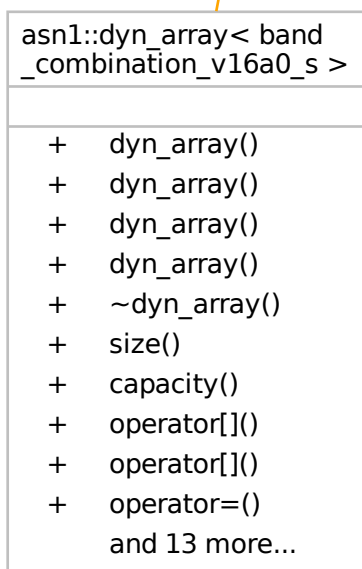 asn1::dyn_array< band
_combination_v16a0_s >
+ dyn_array()
+ dyn_array()
+ dyn_array()
+ dyn_array()
+ ~dyn_array()
+ size()
+ capacity()
+ operator[]()
+ operator[]()
+ operator=()
and 13 more...